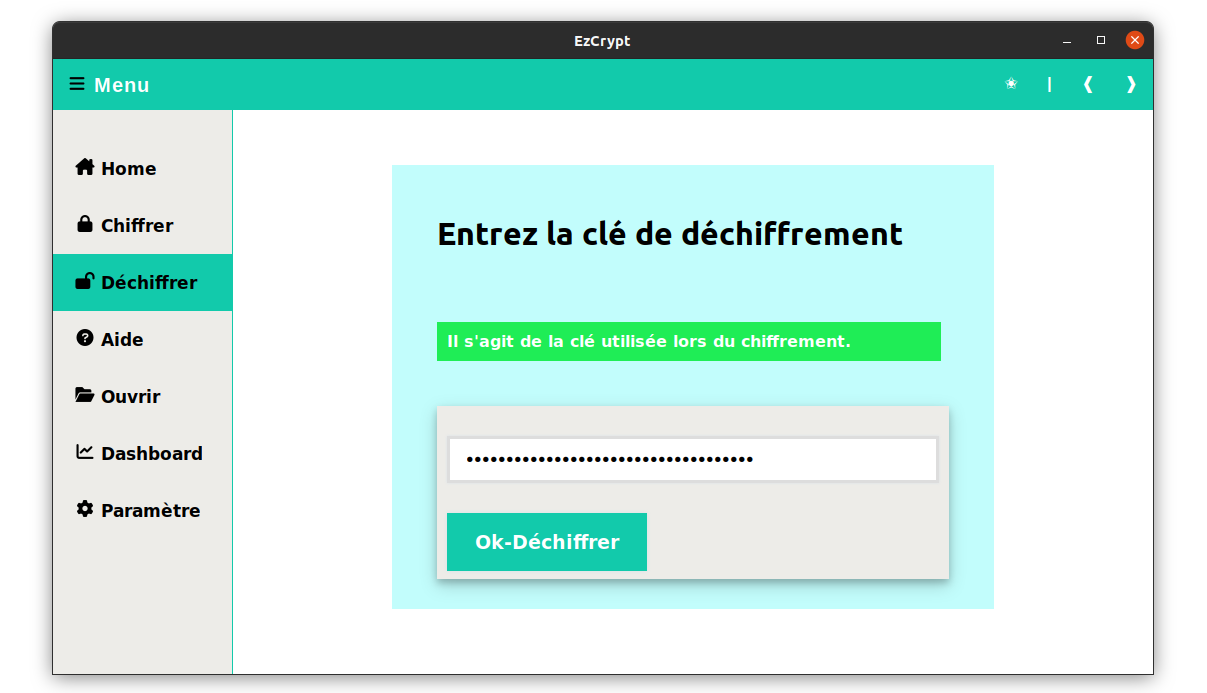 EzCrypt
Menu
Home
Chiffrer
Déchiffrer
Aide
Ouvrir
Dashboard
Paramètre
Entrez la clé de déchiffrement
Il s'agit de la clé utilisée lors du chiffrement.
••••••••••••••••••••••••••••••••••••
Ok-Déchiffrer